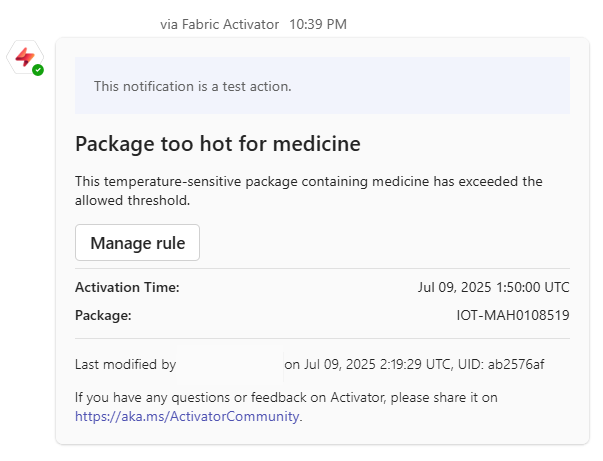 via Fabric Activator 10:39 PM
This notification is a test action.
Package too hot for medicine
This temperature-sensitive package containing medicine has exceeded the
allowed threshold.
Manage rule
Activation Time: Jul 09, 2025 1:50:00 UTC
Package: IOT-MAH0108519
Last modified by on Jul 09, 2025 2:19:29 UTC, UID: ab2576af
If you have any questions or feedback on Activator, please share it on
https://aka.ms/ActivatorCommunity.